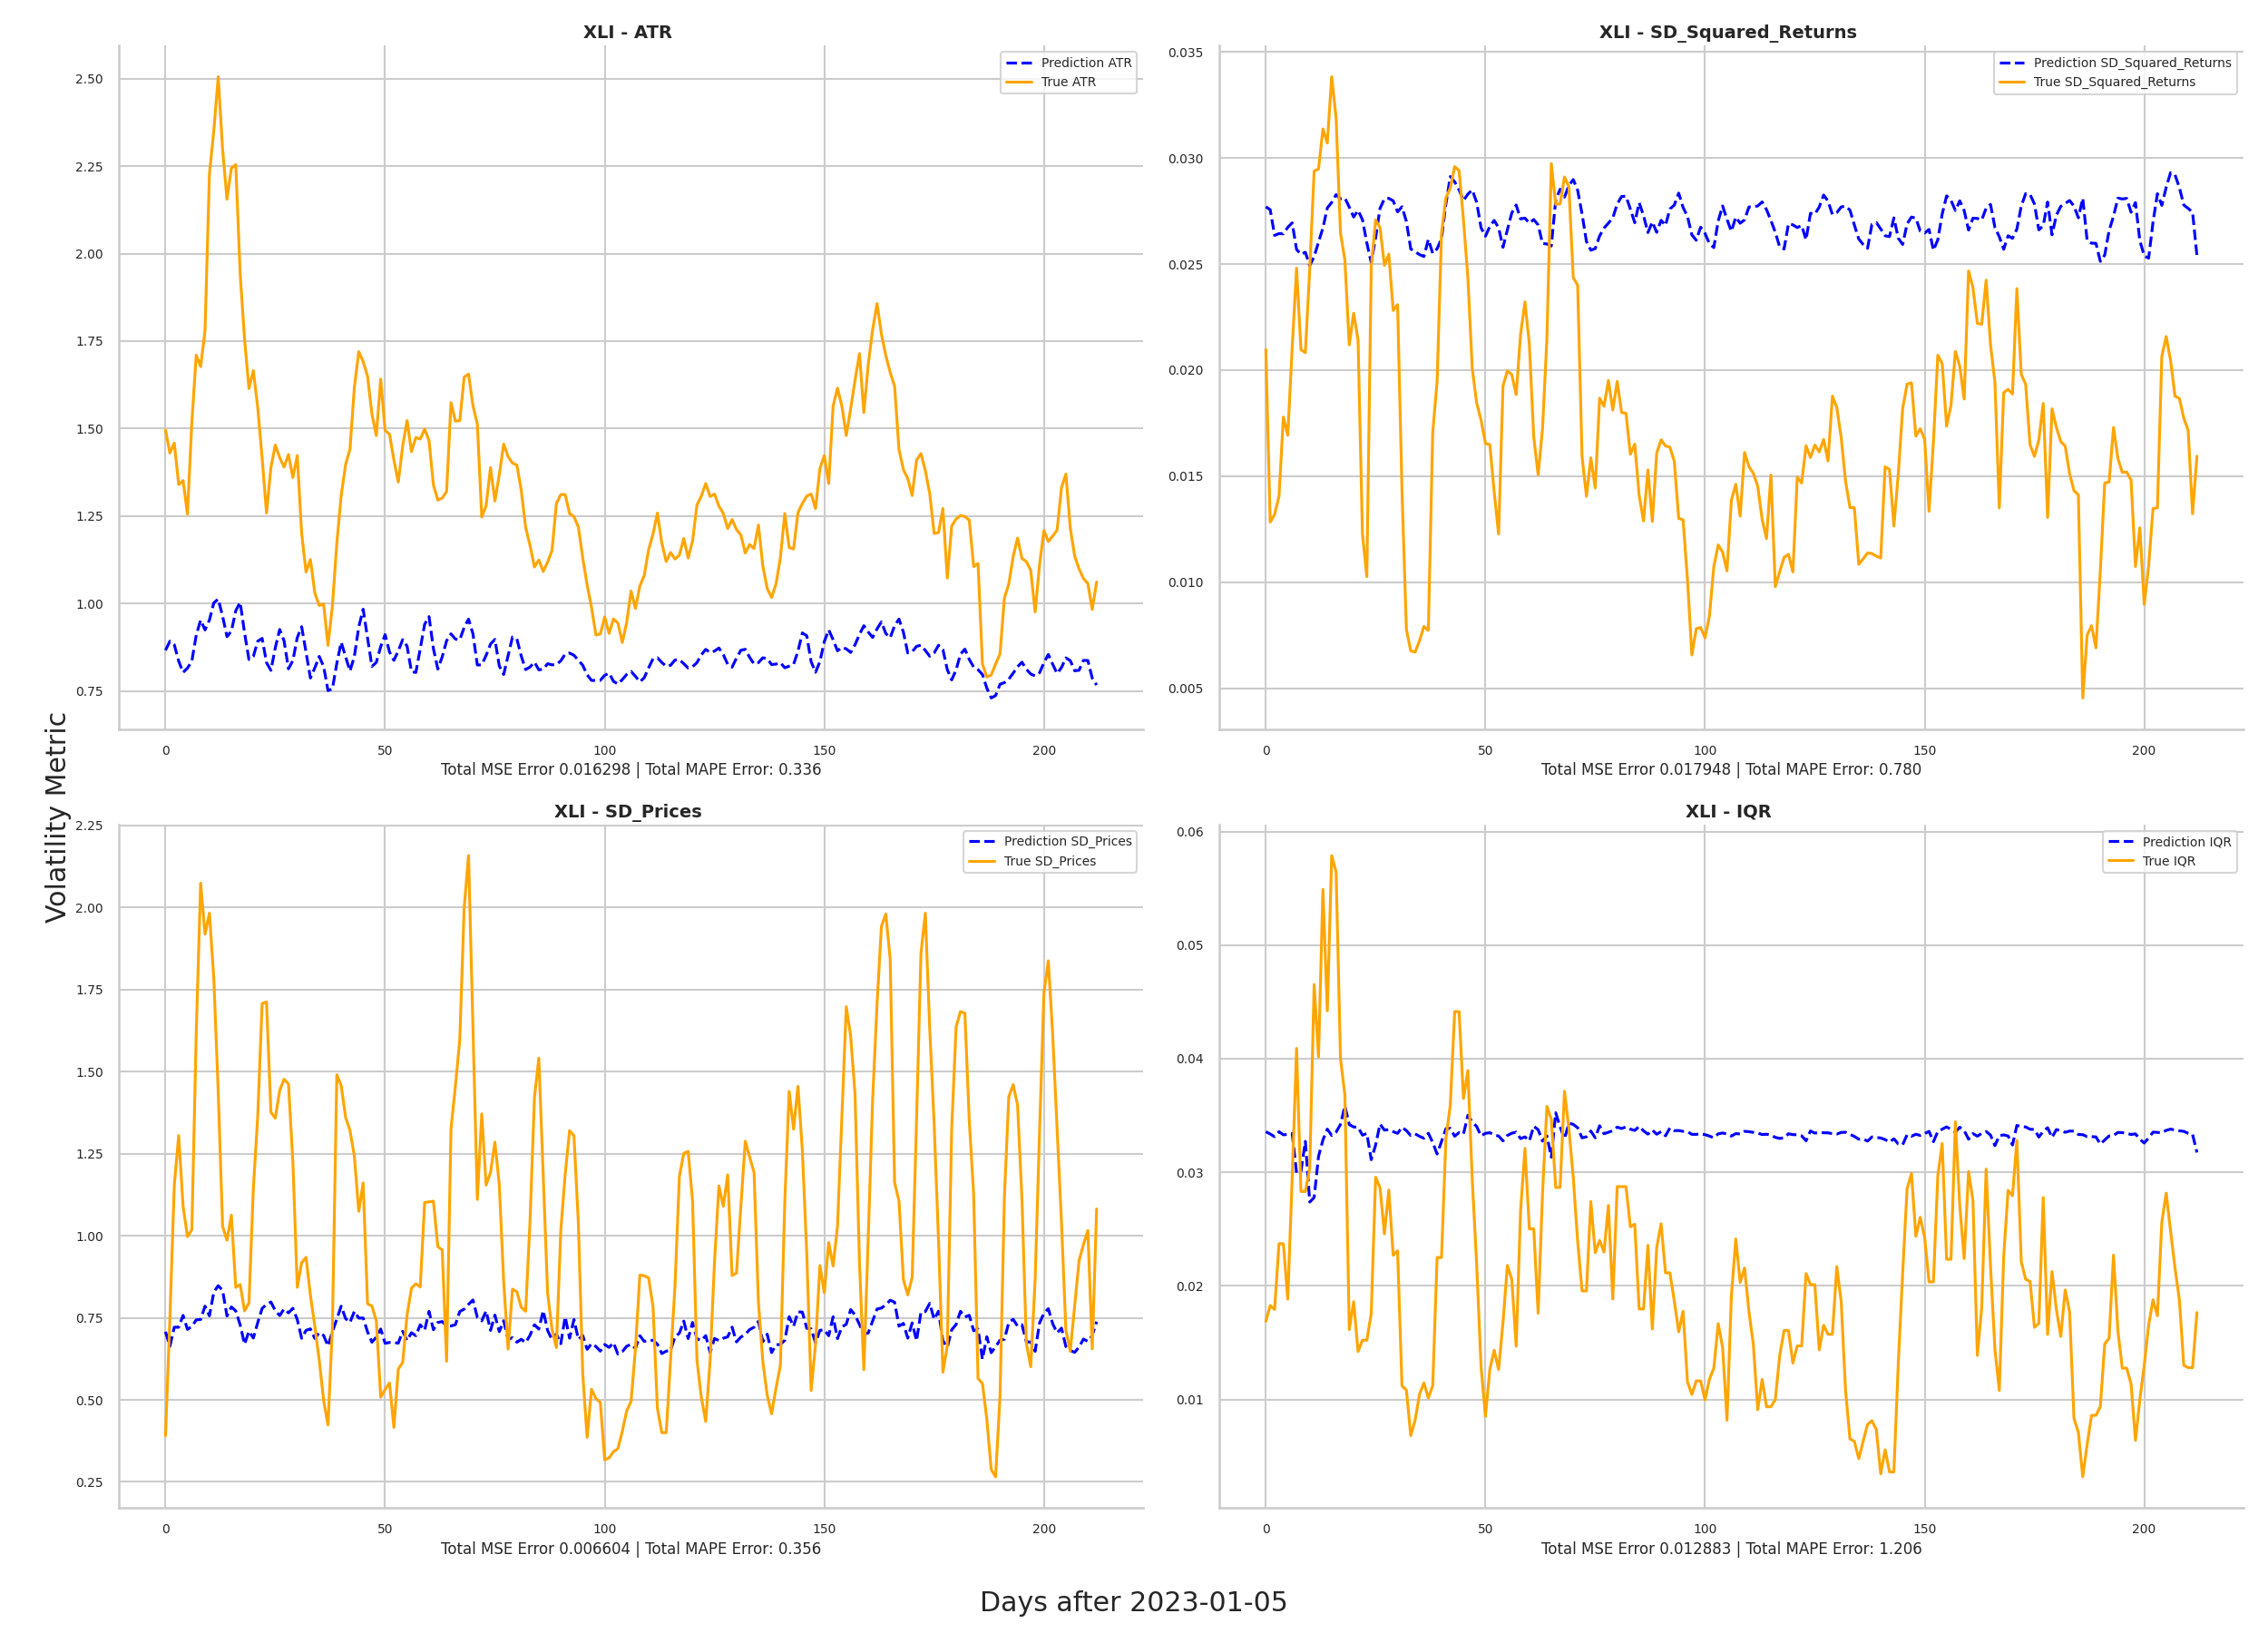 XLI - ATR
Prediction ATR
True ATR
2.50
2.25
2.00
1.75
1.50
1.25
1.00
0.75
0 50 100 150 200
Total MSE Error 0.016298 | Total MAPE Error: 0.336
XLI - SD_Squared_Returns
Prediction SD_Squared_Returns
True SD_Squared_Returns
0.035
0.030
0.025
0.020
0.015
0.010
0.005
0 50 100 150 200
Total MSE Error 0.017948 | Total MAPE Error: 0.780
Volatility Metric
XLI - SD_Prices
Prediction SD_Prices
True SD_Prices
2.25
2.00
1.75
1.50
1.25
1.00
0.75
0.50
0.25
0 50 100 150 200
Total MSE Error 0.006604 | Total MAPE Error: 0.356
XLI - IQR
Prediction IQR
True IQR
0.06
0.05
0.04
0.03
0.02
0.01
0 50 100 150 200
Total MSE Error 0.012883 | Total MAPE Error: 1.206
Days after 2023-01-05